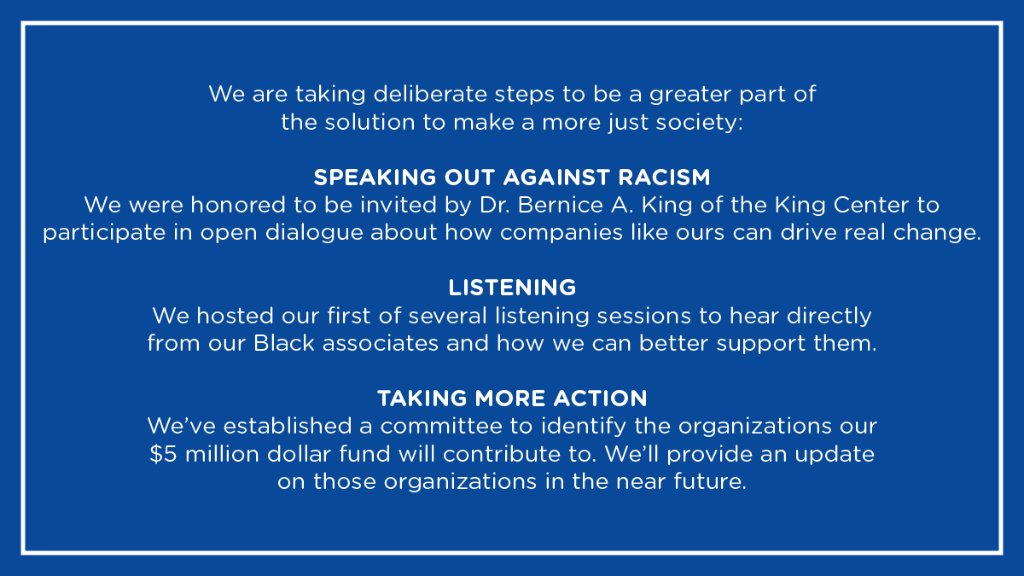 We are taking deliberate steps to be a greater part of
the solution to make a more just society:
SPEAKING OUT AGAINST RACISM
We were honored to be invited by Dr. Bernice A. King of the King Center to
participate in open dialogue about how companies like ours can drive real change.
LISTENING
We hosted our first of several listening sessions to hear directly
from our Black associates and how we can better support them.
TAKING MORE ACTION
We’ve established a committee to identify the organizations our
$5 million dollar fund will contribute to. We’ll provide an update
on those organizations in the near future.